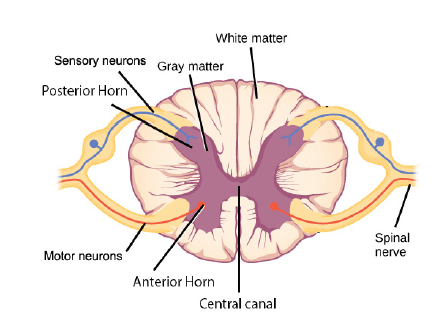 White matter
Sensory neurons
Gray matter
Posterior Horn
Spinal
nerve
Motor neurons
Anterior Horn
Central canal